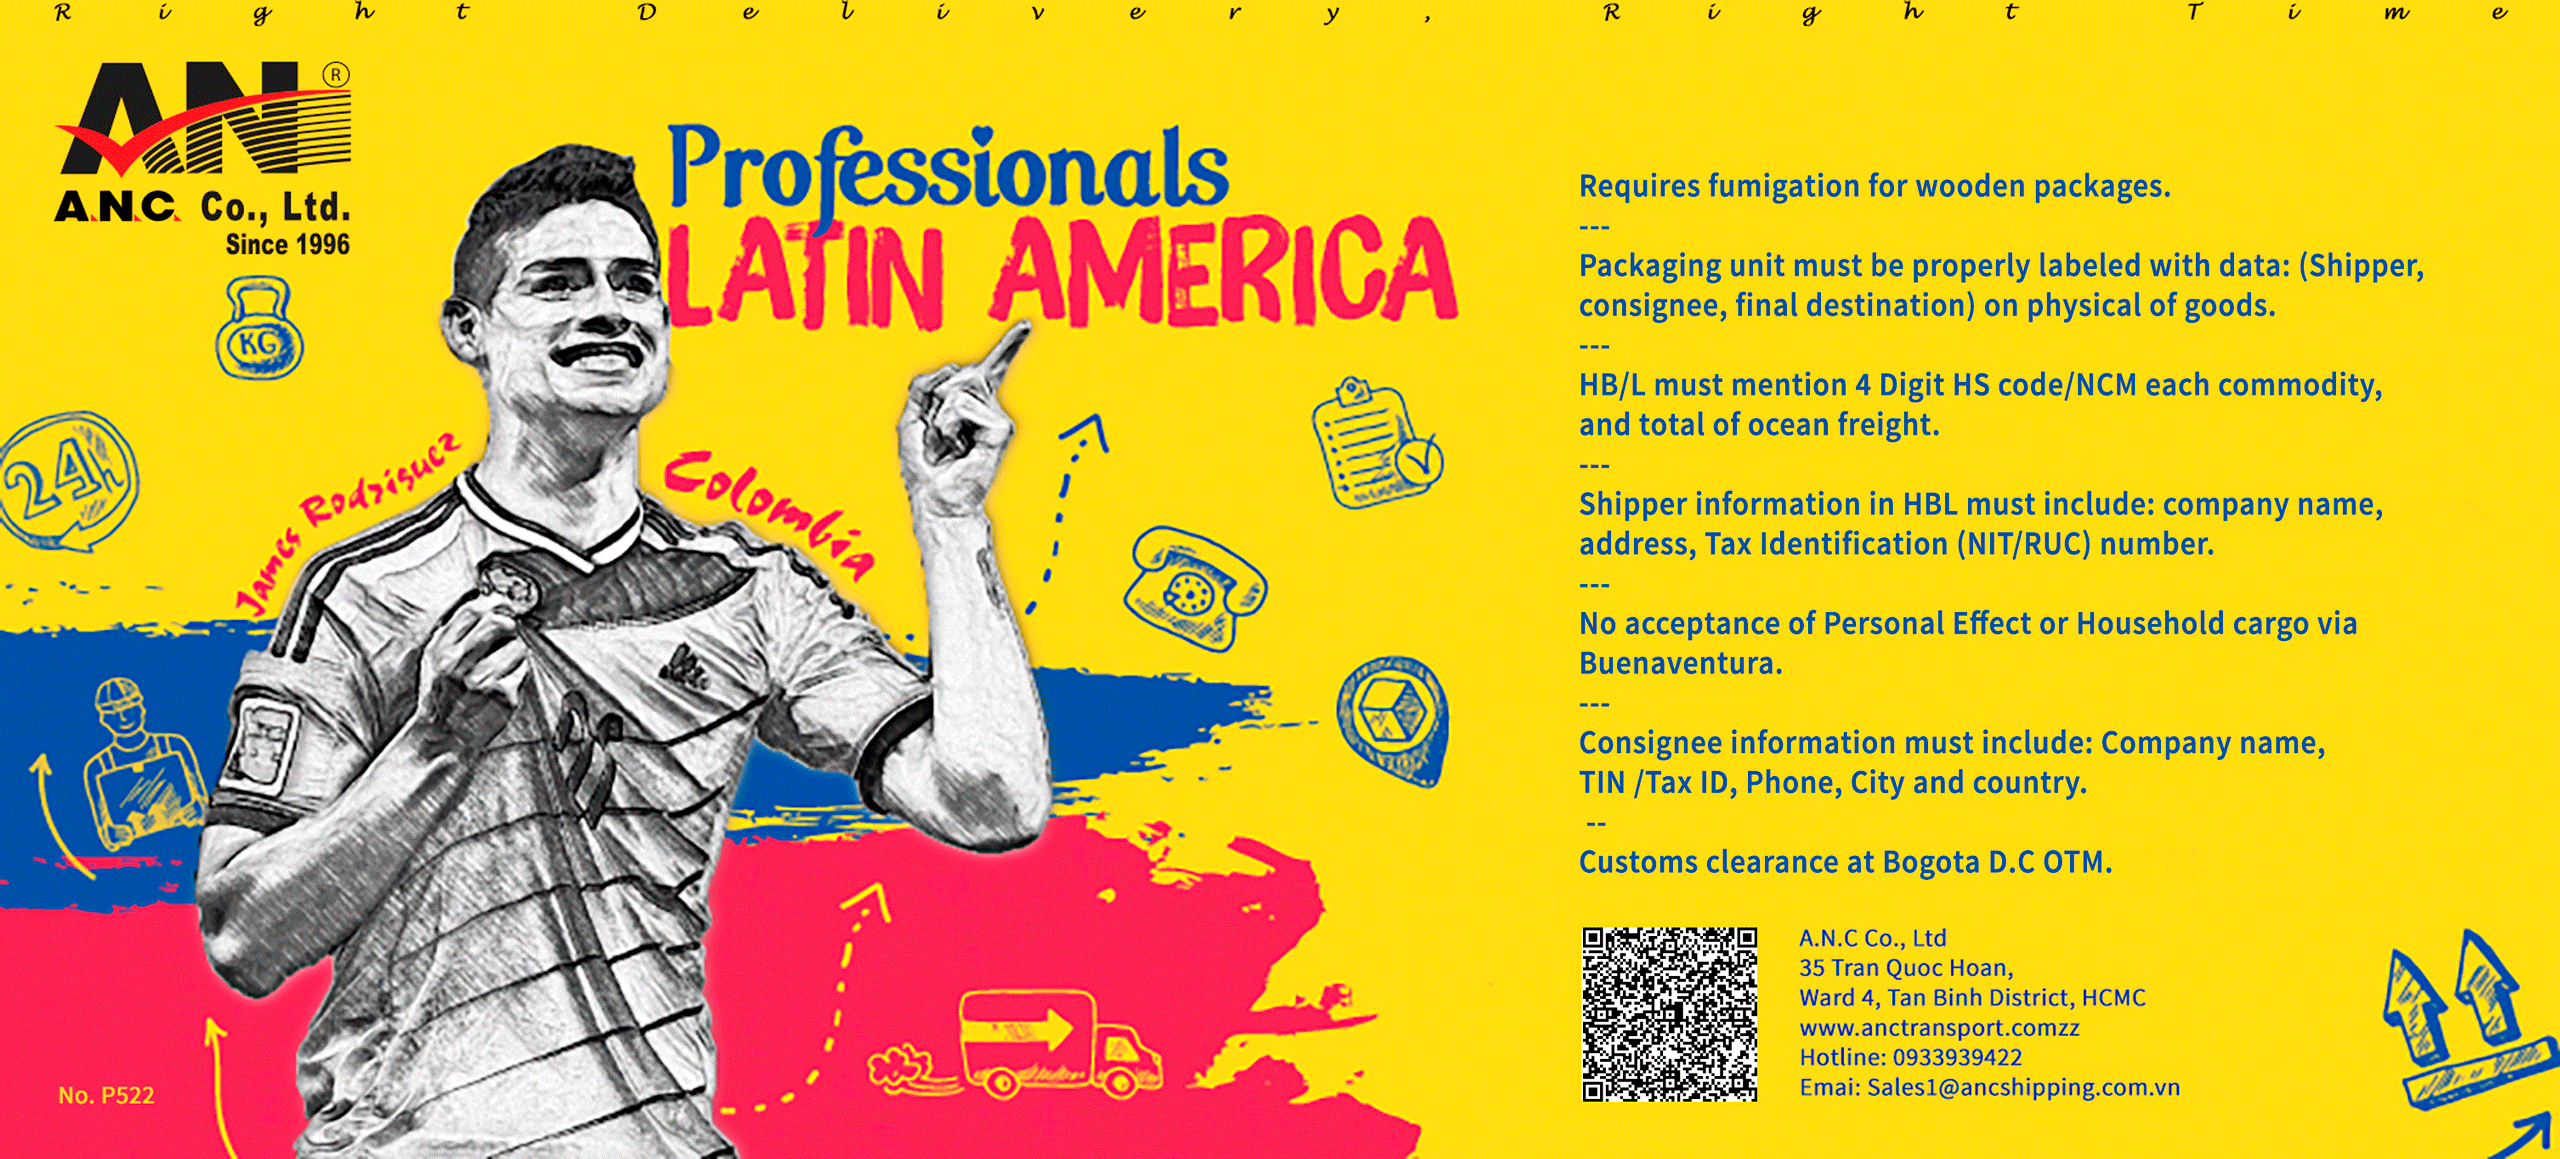 Right Delivery, Right Time
AN ®
A.N.C. Co., Ltd.
Since 1996
Professionals
LATIN AMERICA
KG
24h
James Rodriguez
Colombia
No. P522
Requires fumigation for wooden packages.
---
Packaging unit must be properly labeled with data: (Shipper,
consignee, final destination) on physical of goods.
---
HB/L must mention 4 Digit HS code/NCM each commodity,
and total of ocean freight.
---
Shipper information in HBL must include: company name,
address, Tax Identification (NIT/RUC) number.
---
No acceptance of Personal Effect or Household cargo via
Buenaventura.
---
Consignee information must include: Company name,
TIN /Tax ID, Phone, City and country.
--
Customs clearance at Bogota D.C OTM.
A.N.C Co., Ltd
35 Tran Quoc Hoan,
Ward 4, Tan Binh District, HCMC
www.anctransport.comzz
Hotline: 0933939422
Emai: Sales1@ancshipping.com.vn